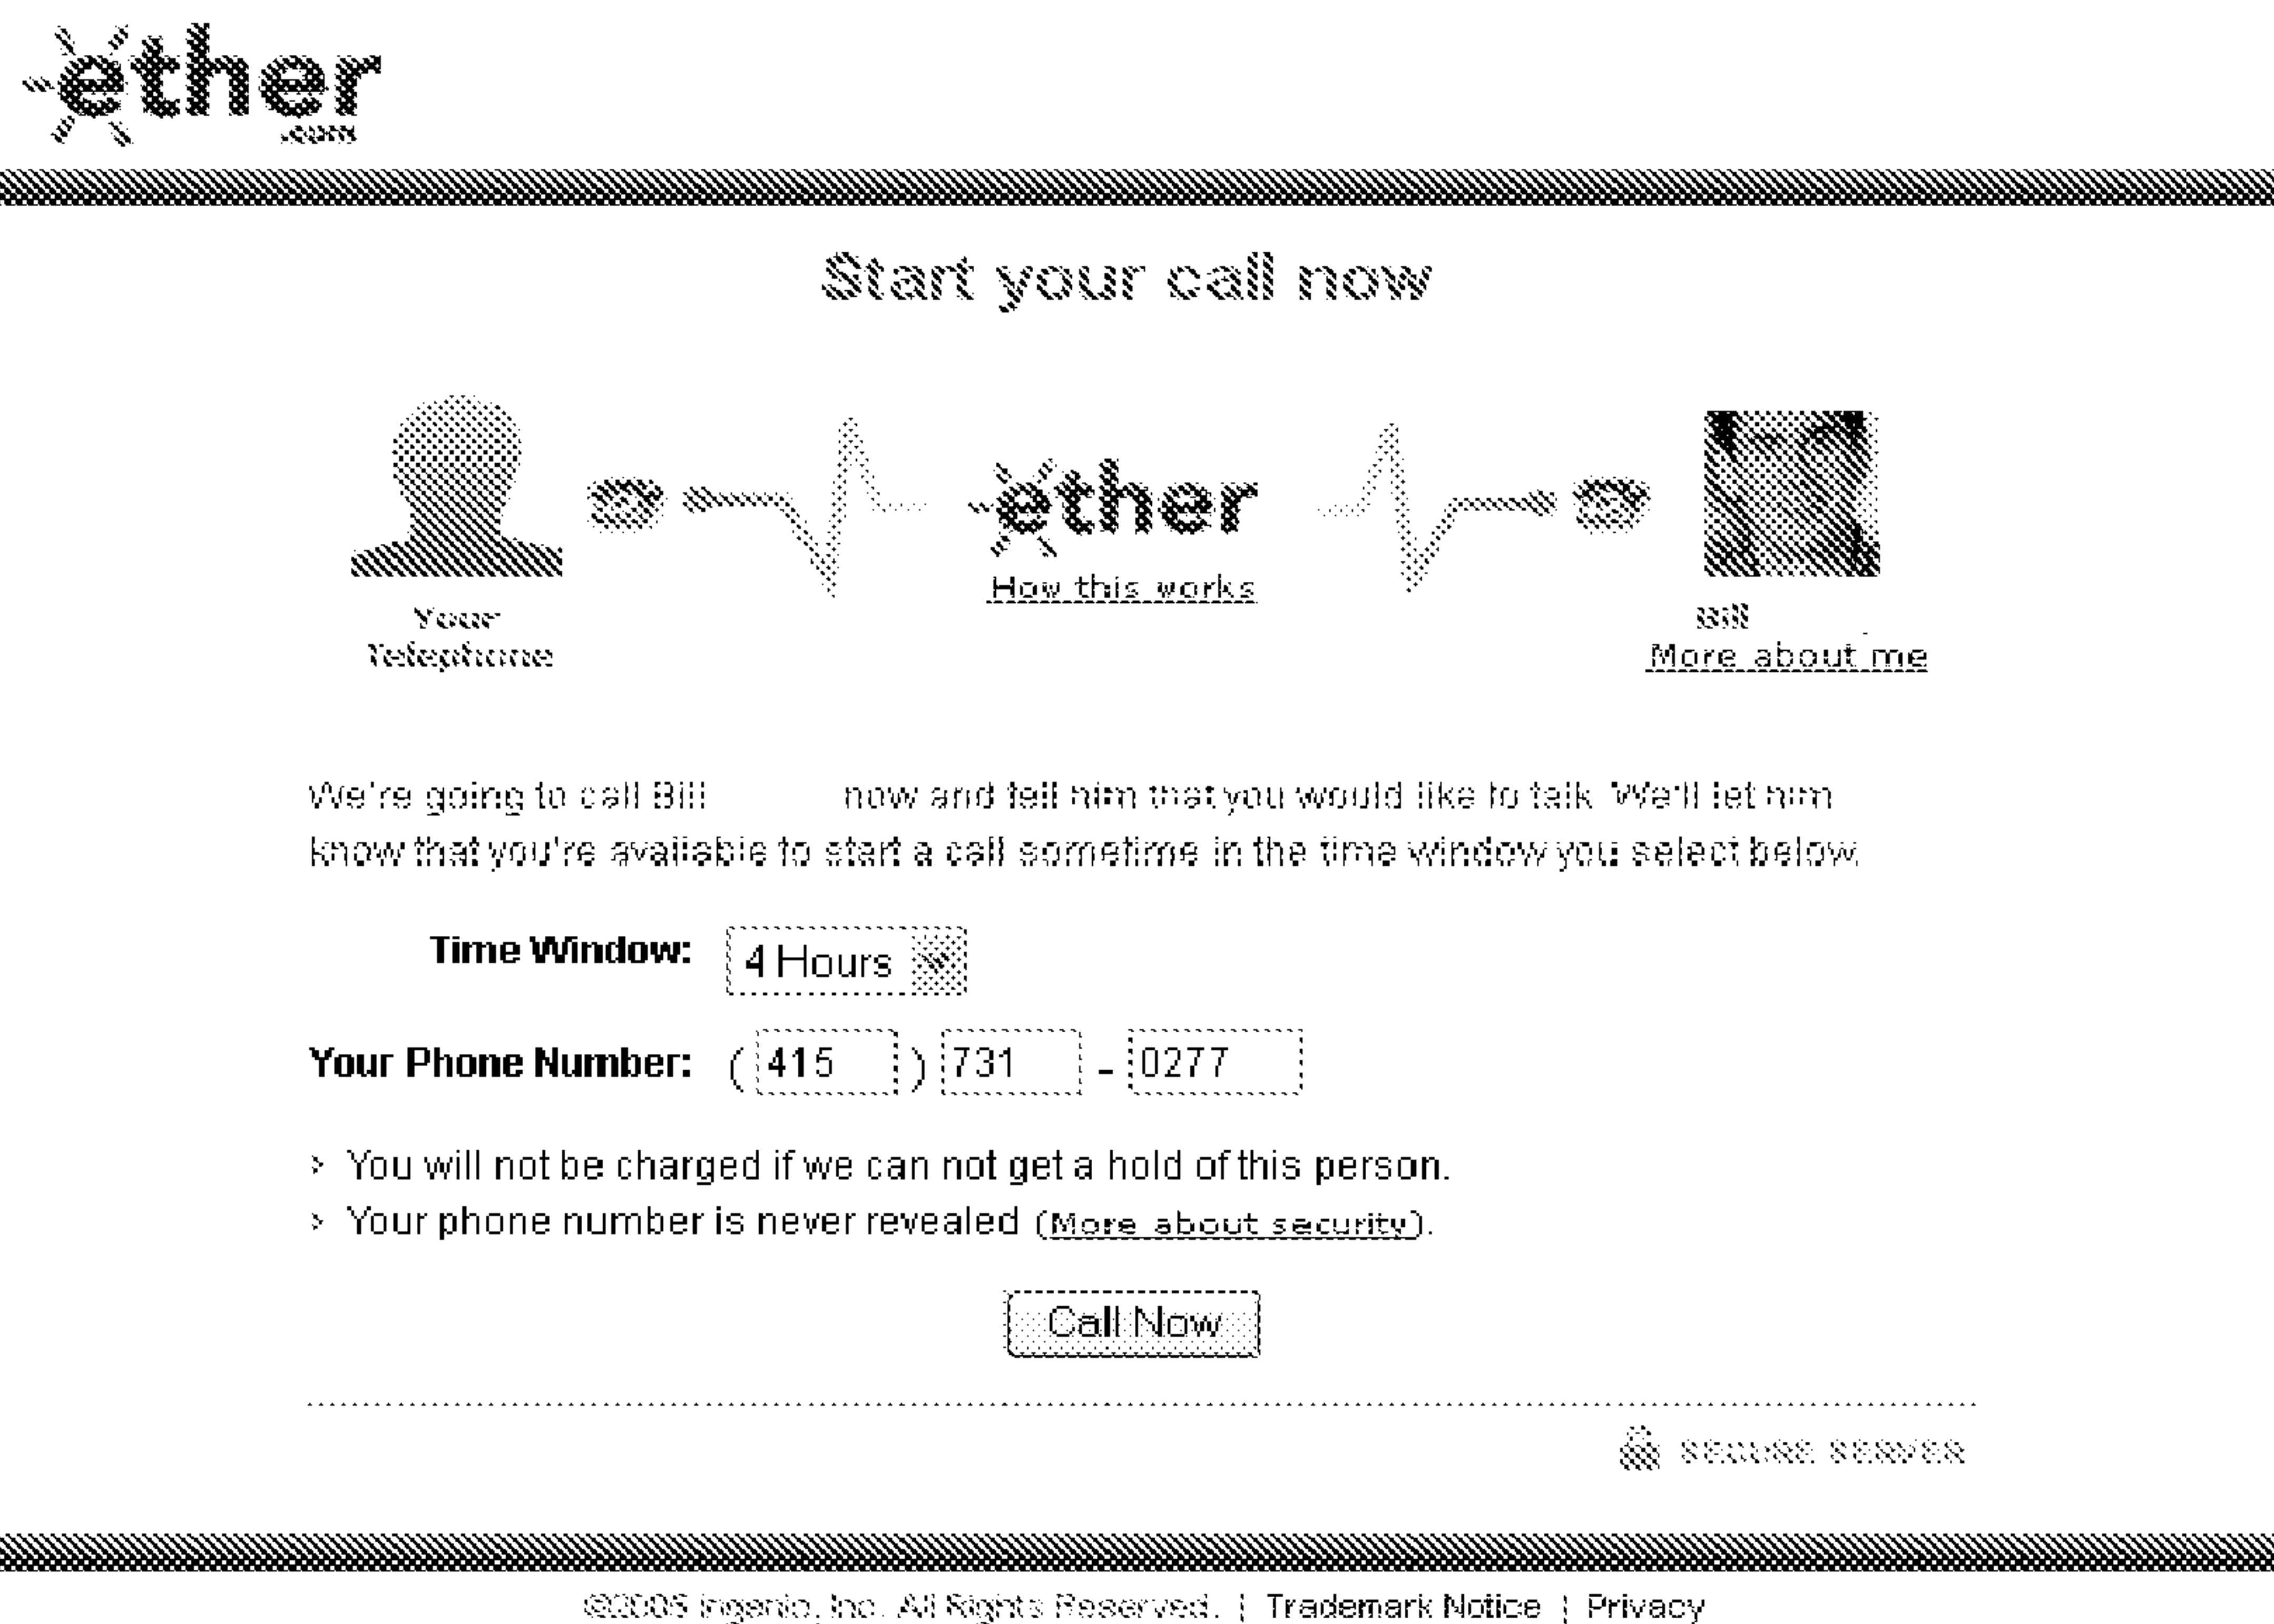 ether
.com
Start your call now
ether
How this works
Your
Telephone
Bill
More about me
We're going to call Bill now and tell him that you would like to talk. We'll let him
know that you're available to start a call sometime in the time window you select below.
Time Window: 4 Hours
Your Phone Number: ( 415 ) 731 - 0277
> You will not be charged if we can not get a hold of this person.
> Your phone number is never revealed (More about security).
Call Now
SECURE SERVER
Ingenio, Inc. All Rights Reserved. | Trademark Notice | Privacy